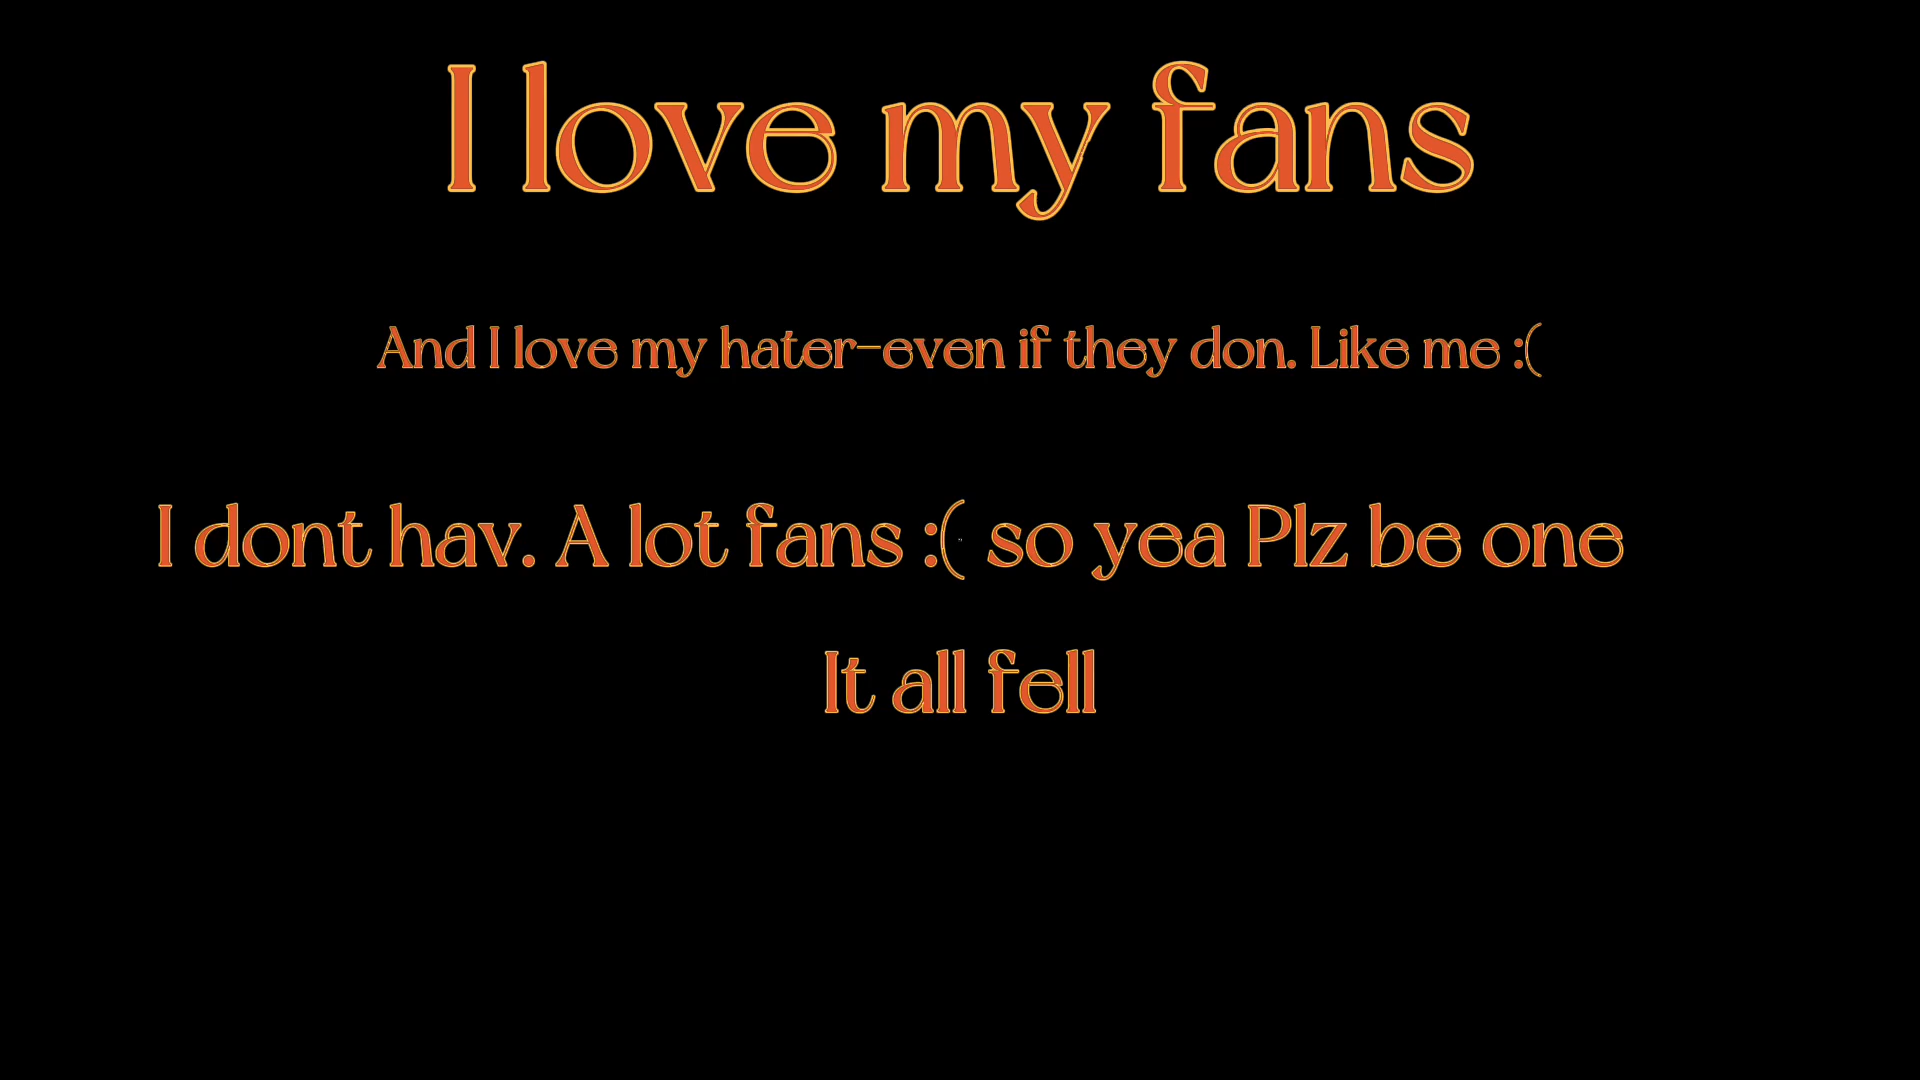 I love my fans
And I love my hater-even if they don. Like me :(
I dont hav. A lot fans :( so yea Plz be one
It all fell